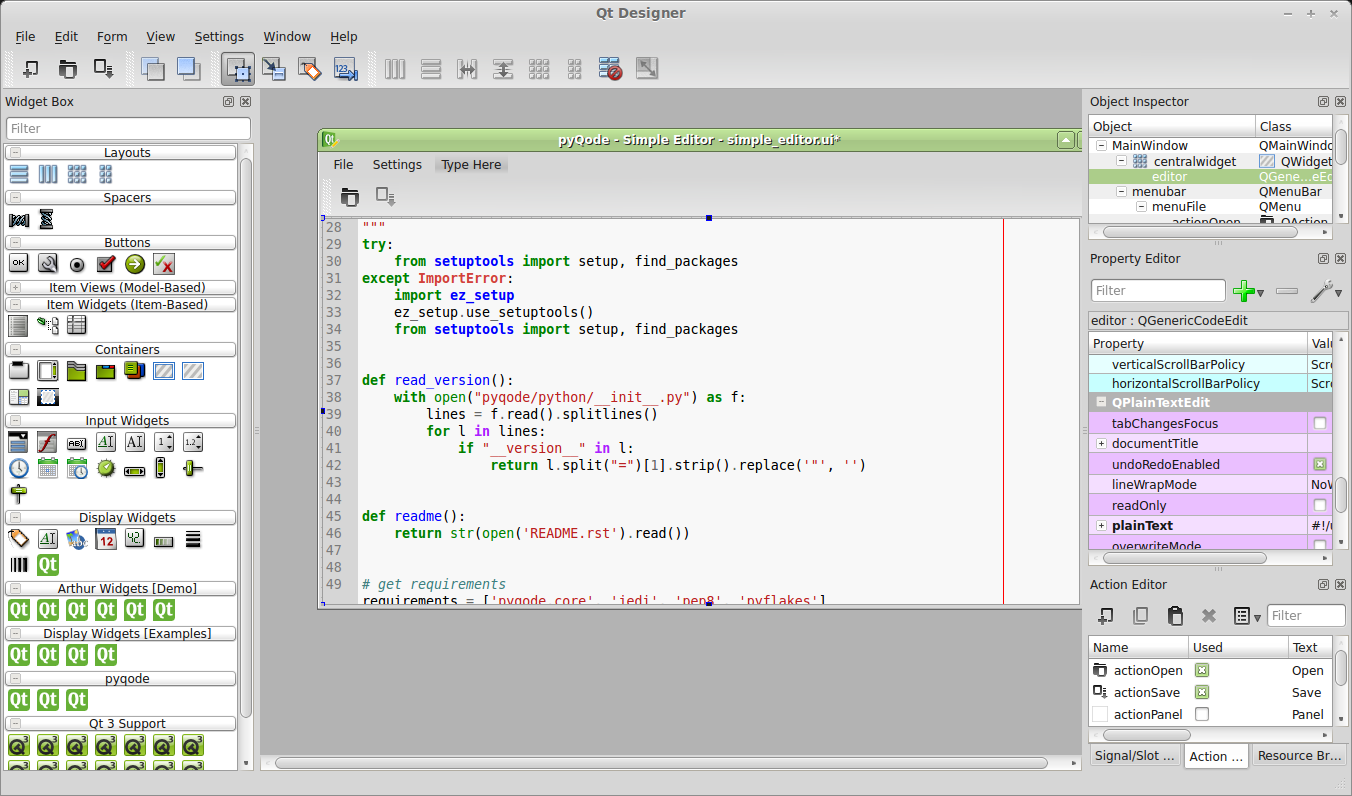 Qt Designer
File Edit Form View Settings Window Help
Widget Box
Filter
Layouts
Spacers
Buttons
OK
Item Views (Model-Based)
Item Widgets (Item-Based)
Containers
Input Widgets
Display Widgets
Arthur Widgets [Demo]
Display Widgets [Examples]
pyqode
Qt 3 Support
pyQode - Simple Editor - simple_editor.ui*
File Settings Type Here
28 """
29 try:
30     from setuptools import setup, find_packages
31 except ImportError:
32     import ez_setup
33     ez_setup.use_setuptools()
34     from setuptools import setup, find_packages
35
36
37 def read_version():
38     with open("pyqode/python/__init__.py") as f:
39         lines = f.read().splitlines()
40         for l in lines:
41             if "__version__" in l:
42                 return l.split("=")[1].strip().replace('"', '')
43
44
45 def readme():
46     return str(open('README.rst').read())
47
48
49 # get requirements
requirements = ['pyqode.core', 'jedi', 'pep8', 'pyflakes']
Object Inspector
Object Class
MainWindow QMainWindo
centralwidget QWidget
editor QGene...eEd
menubar QMenuBar
menuFile QMenu
actionOpen QAction
Property Editor
Filter
editor : QGenericCodeEdit
Property Valu
verticalScrollBarPolicy Scro
horizontalScrollBarPolicy Scro
QPlainTextEdit
tabChangesFocus
documentTitle
undoRedoEnabled
lineWrapMode NoW
readOnly
plainText #!/u
overwriteMode
Action Editor
Filter
Name Used Text
actionOpen Open
actionSave Save
actionPanel Panel
Signal/Slot ... Action ... Resource Br...